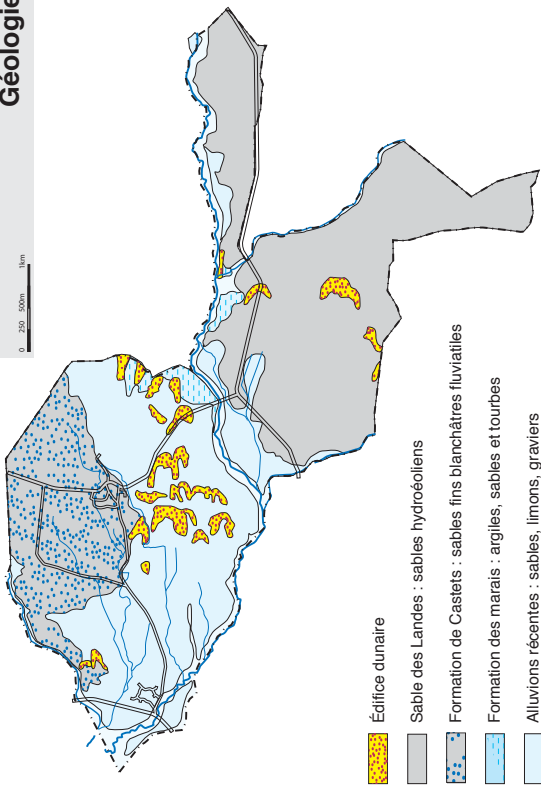 Géologie
0 250 500m 1km
Édifice dunaire
Sable des Landes : sables hydroéoliens
Formation de Castets : sables fins blanchâtres fluviatiles
Formation des marais : argiles, sables et tourbes
Alluvions récentes : sables, limons, graviers